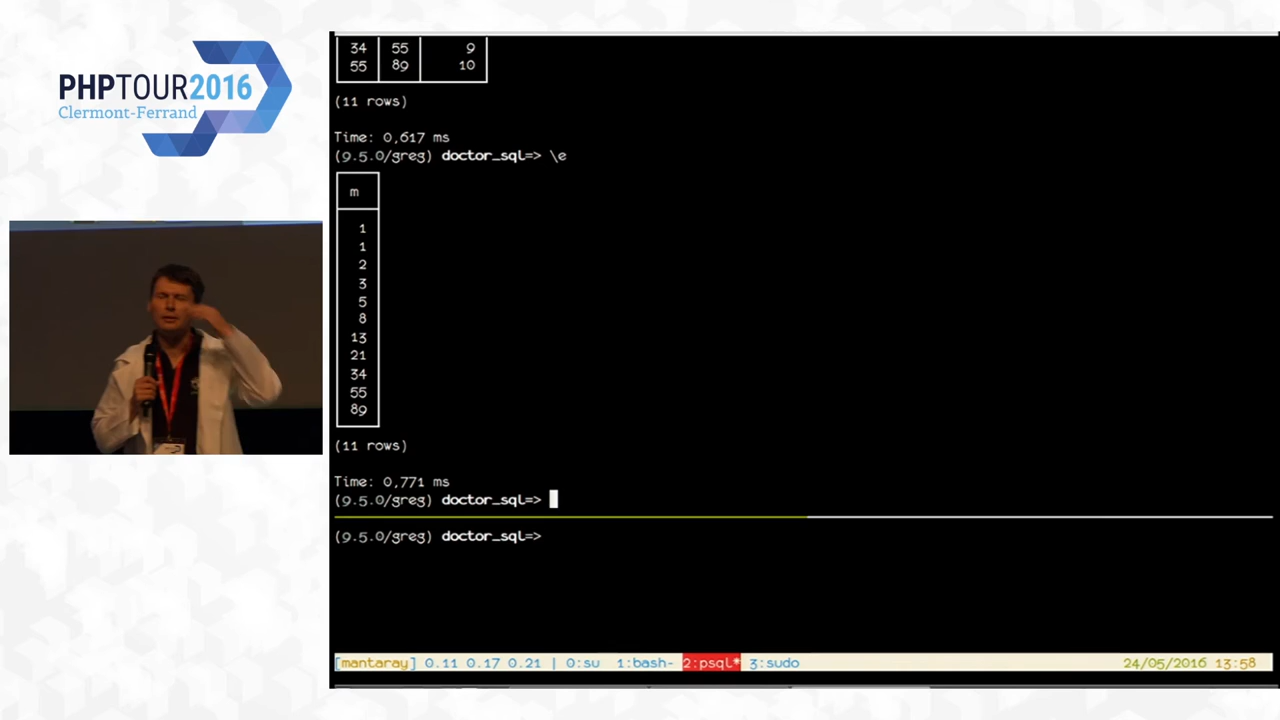 PHPTOUR2016
Clermont-Ferrand
34 55 9
55 89 10
(11 rows)
Time: 0,617 ms
(9.5.0/greg) doctor_sql=> \e
m
1
1
2
3
5
8
13
21
34
55
89
(11 rows)
Time: 0,771 ms
(9.5.0/greg) doctor_sql=>
(9.5.0/greg) doctor_sql=>
[mantaray] 0.11 0.17 0.21 | 0:su 1:bash- 2:psql* 3:sudo 24/05/2016 13:58